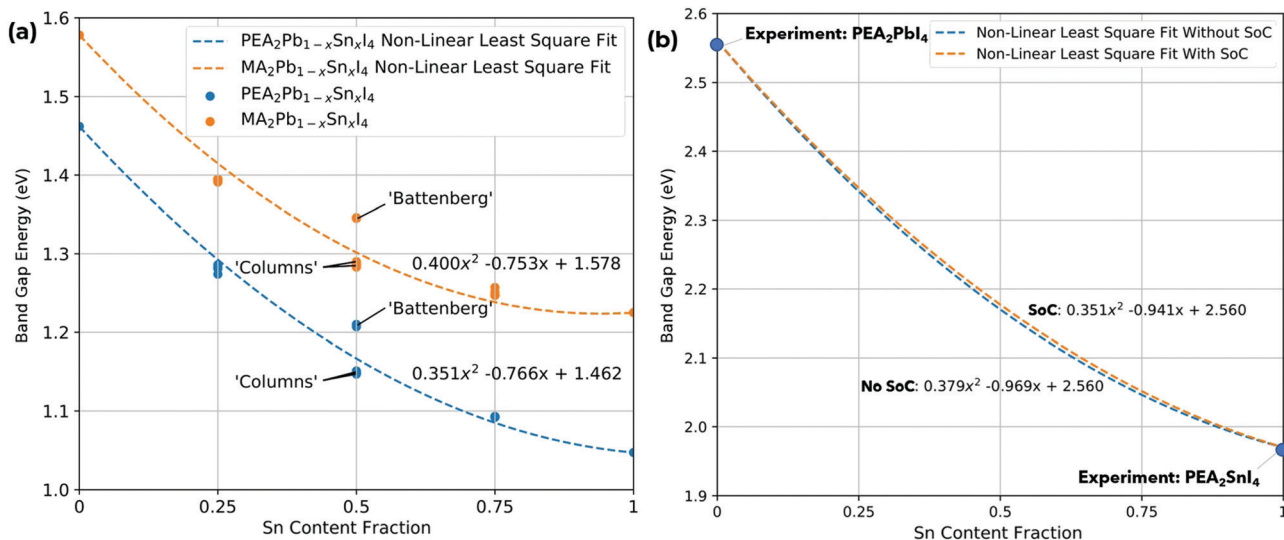 (a)
1.6
1.5
1.4
1.3
1.2
1.1
1.0
Band Gap Energy (eV)
PEA₂Pb₁₋ₓSnₓI₄ Non-Linear Least Square Fit
MA₂Pb₁₋ₓSnₓI₄ Non-Linear Least Square Fit
PEA₂Pb₁₋ₓSnₓI₄
MA₂Pb₁₋ₓSnₓI₄
'Battenberg'
'Columns'
0.400x² -0.753x + 1.578
'Battenberg'
'Columns'
0.351x² -0.766x + 1.462
0 0.25 0.5 0.75 1
Sn Content Fraction
(b)
2.6
2.5
2.4
2.3
2.2
2.1
2.0
1.9
Band Gap Energy (eV)
Experiment: PEA₂PbI₄
Non-Linear Least Square Fit Without SoC
Non-Linear Least Square Fit With SoC
SoC: 0.351x² -0.941x + 2.560
No SoC: 0.379x² -0.969x + 2.560
Experiment: PEA₂SnI₄
0 0.25 0.5 0.75 1
Sn Content Fraction